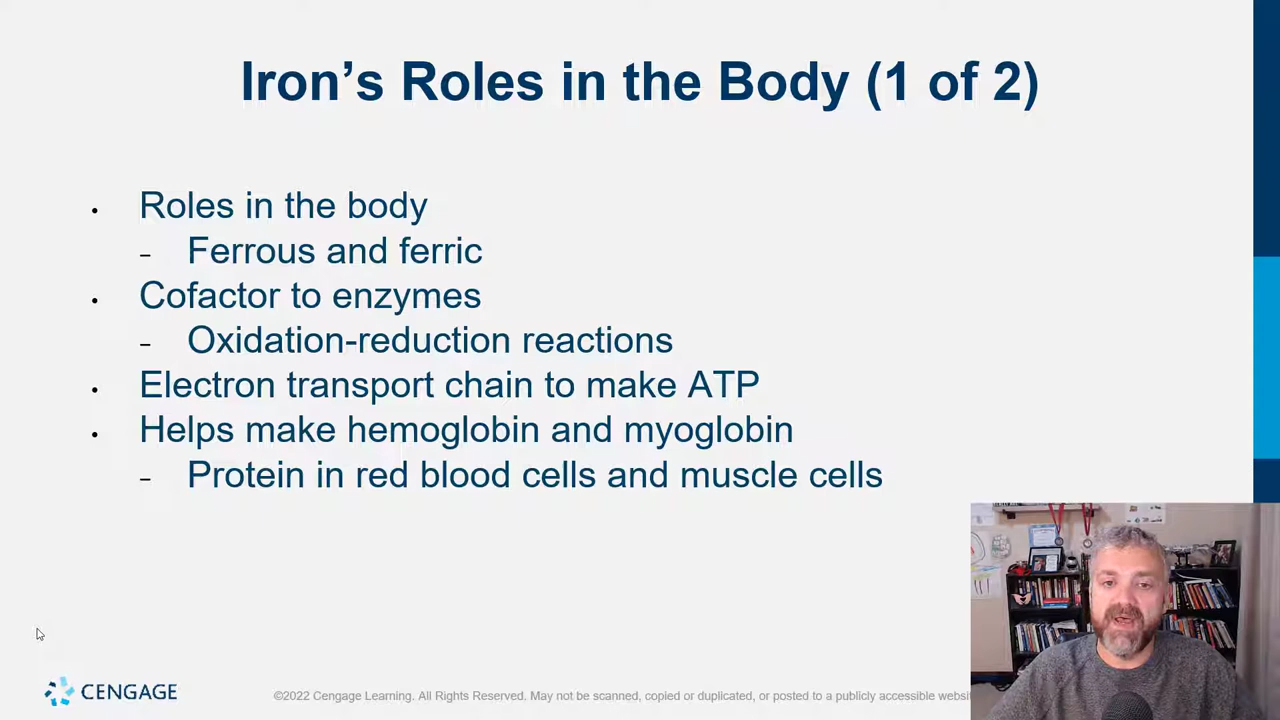 Iron’s Roles in the Body (1 of 2)
• Roles in the body
– Ferrous and ferric
• Cofactor to enzymes
– Oxidation-reduction reactions
• Electron transport chain to make ATP
• Helps make hemoglobin and myoglobin
– Protein in red blood cells and muscle cells
CENGAGE
©2022 Cengage Learning. All Rights Reserved. May not be scanned, copied or duplicated, or posted to a publicly accessible